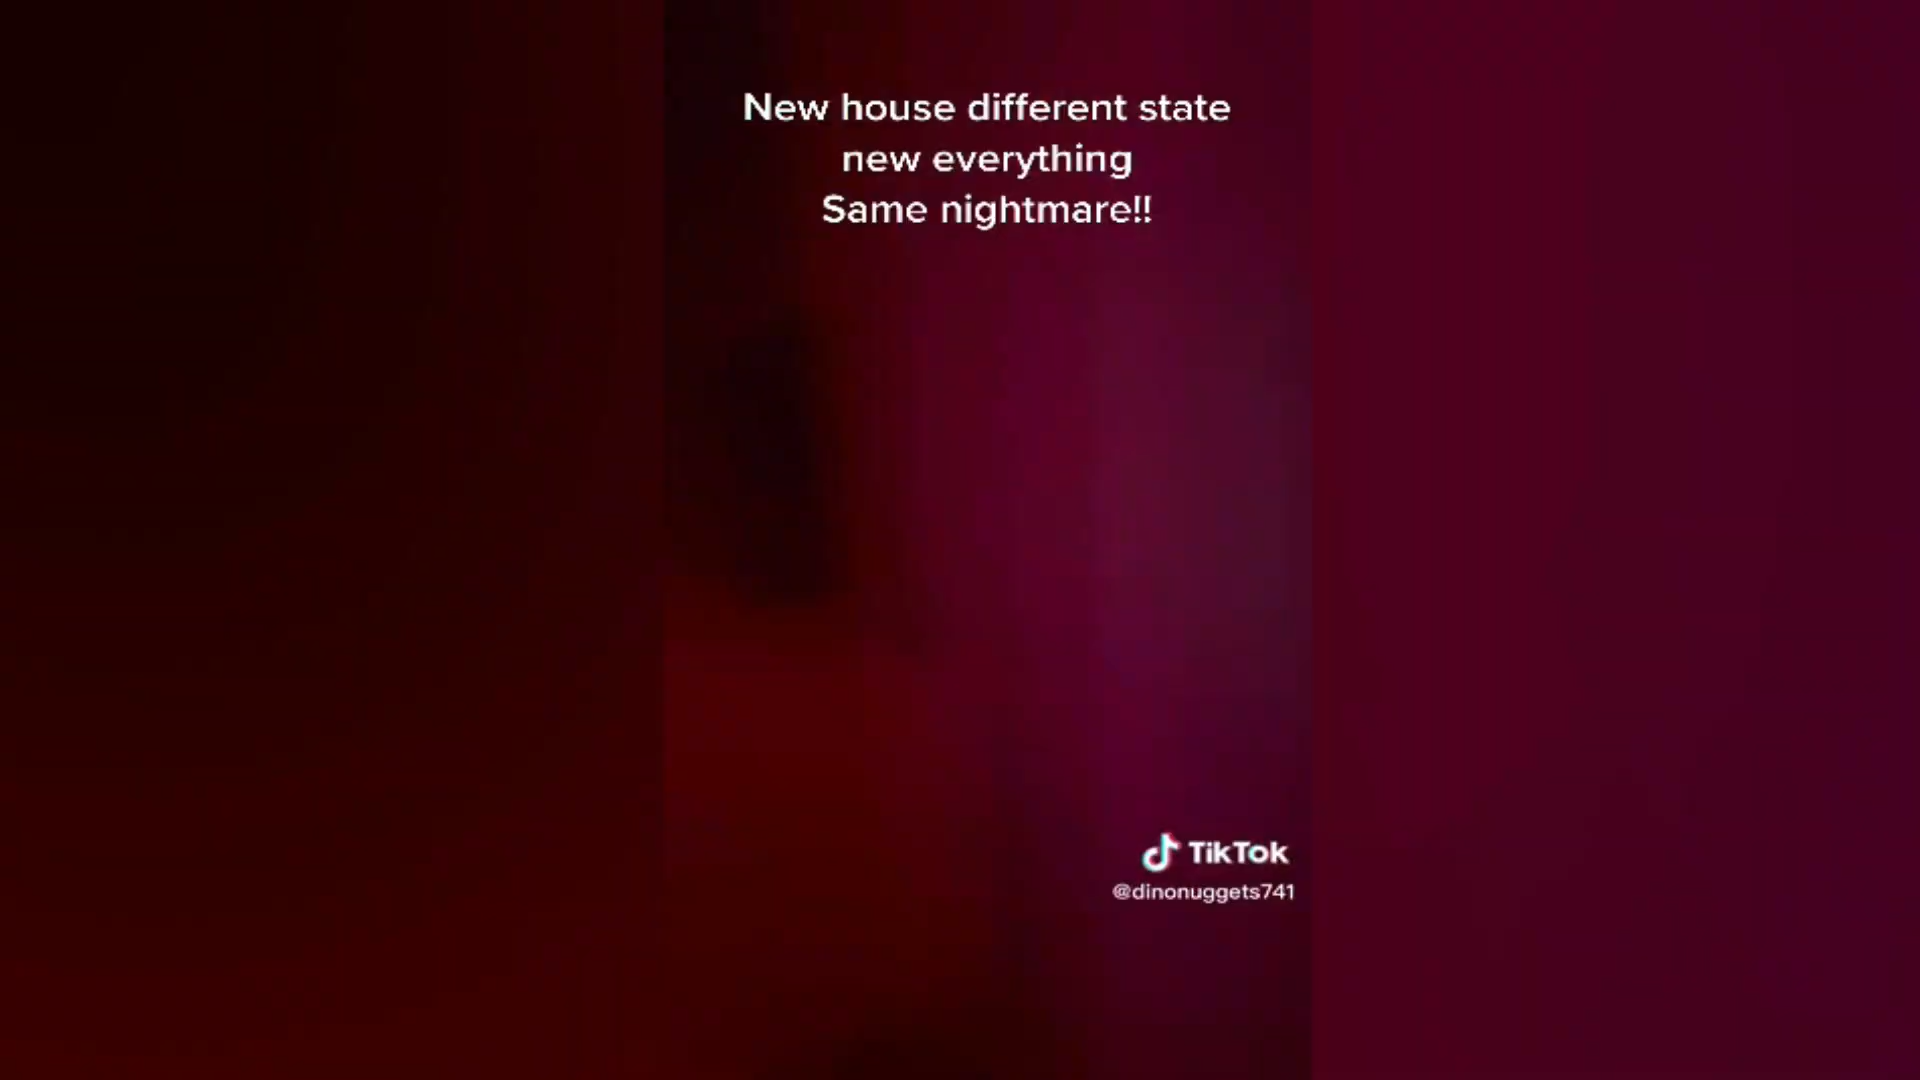 New house different state
new everything
Same nightmare!!
TikTok
@dinonuggets741